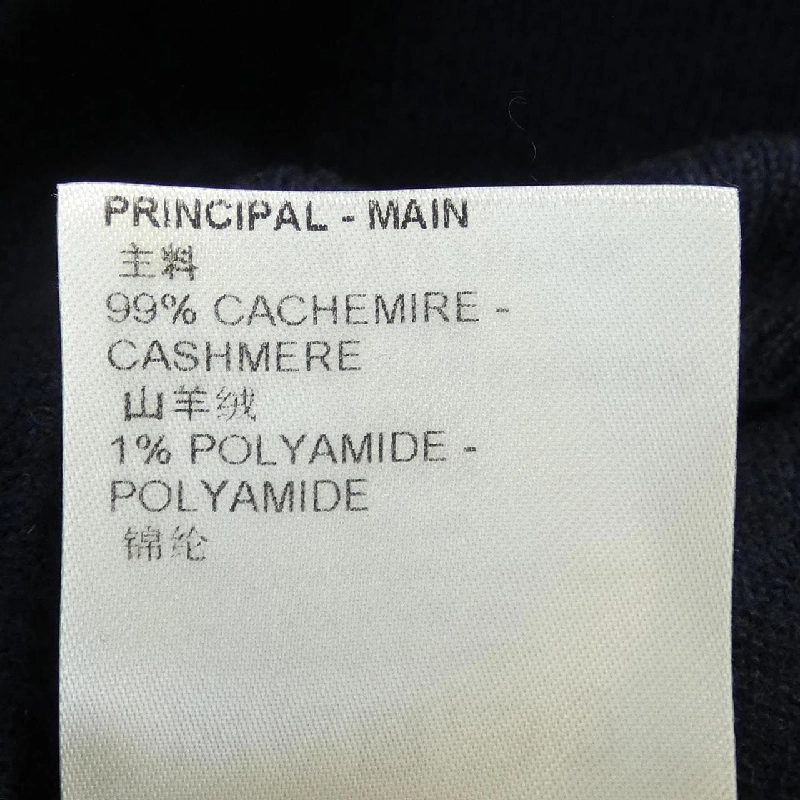 PRINCIPAL - MAIN
主料
99% CACHEMIRE -
CASHMERE
山羊绒
1% POLYAMIDE -
POLYAMIDE
锦纶